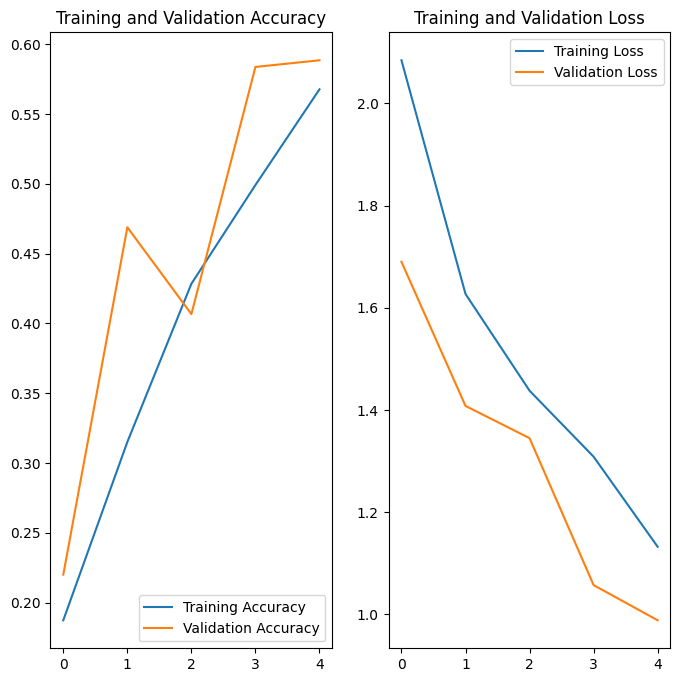 Training and Validation Accuracy
0.60
0.55
0.50
0.45
0.40
0.35
0.30
0.25
0.20
Training Accuracy
Validation Accuracy
0 1 2 3 4
Training and Validation Loss
Training Loss
Validation Loss
2.0
1.8
1.6
1.4
1.2
1.0
0 1 2 3 4